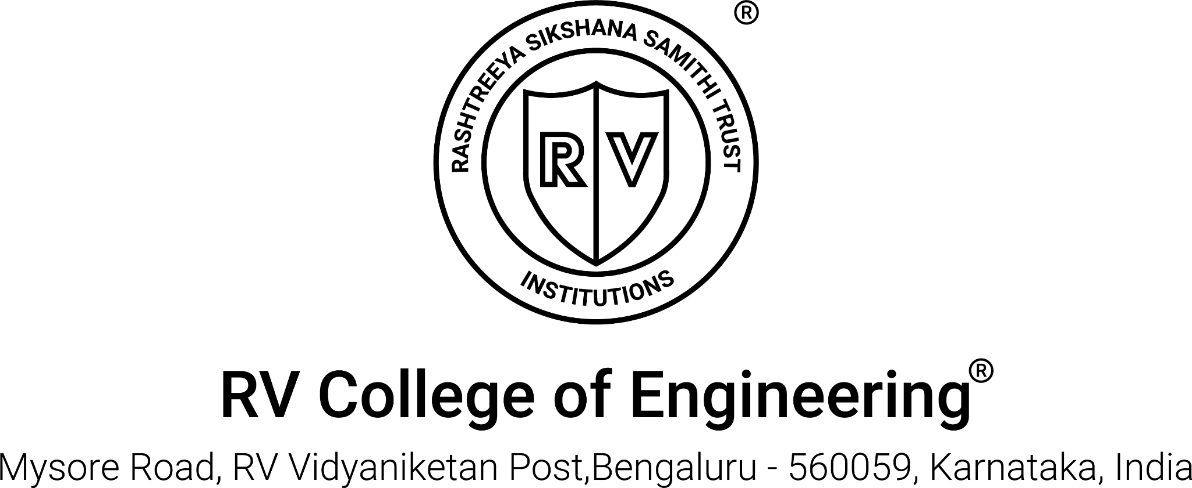 ®
RASHTREEYA SIKSHANA SAMITHI TRUST
RV
INSTITUTIONS
RV College of Engineering®
Mysore Road, RV Vidyaniketan Post,Bengaluru - 560059, Karnataka, India